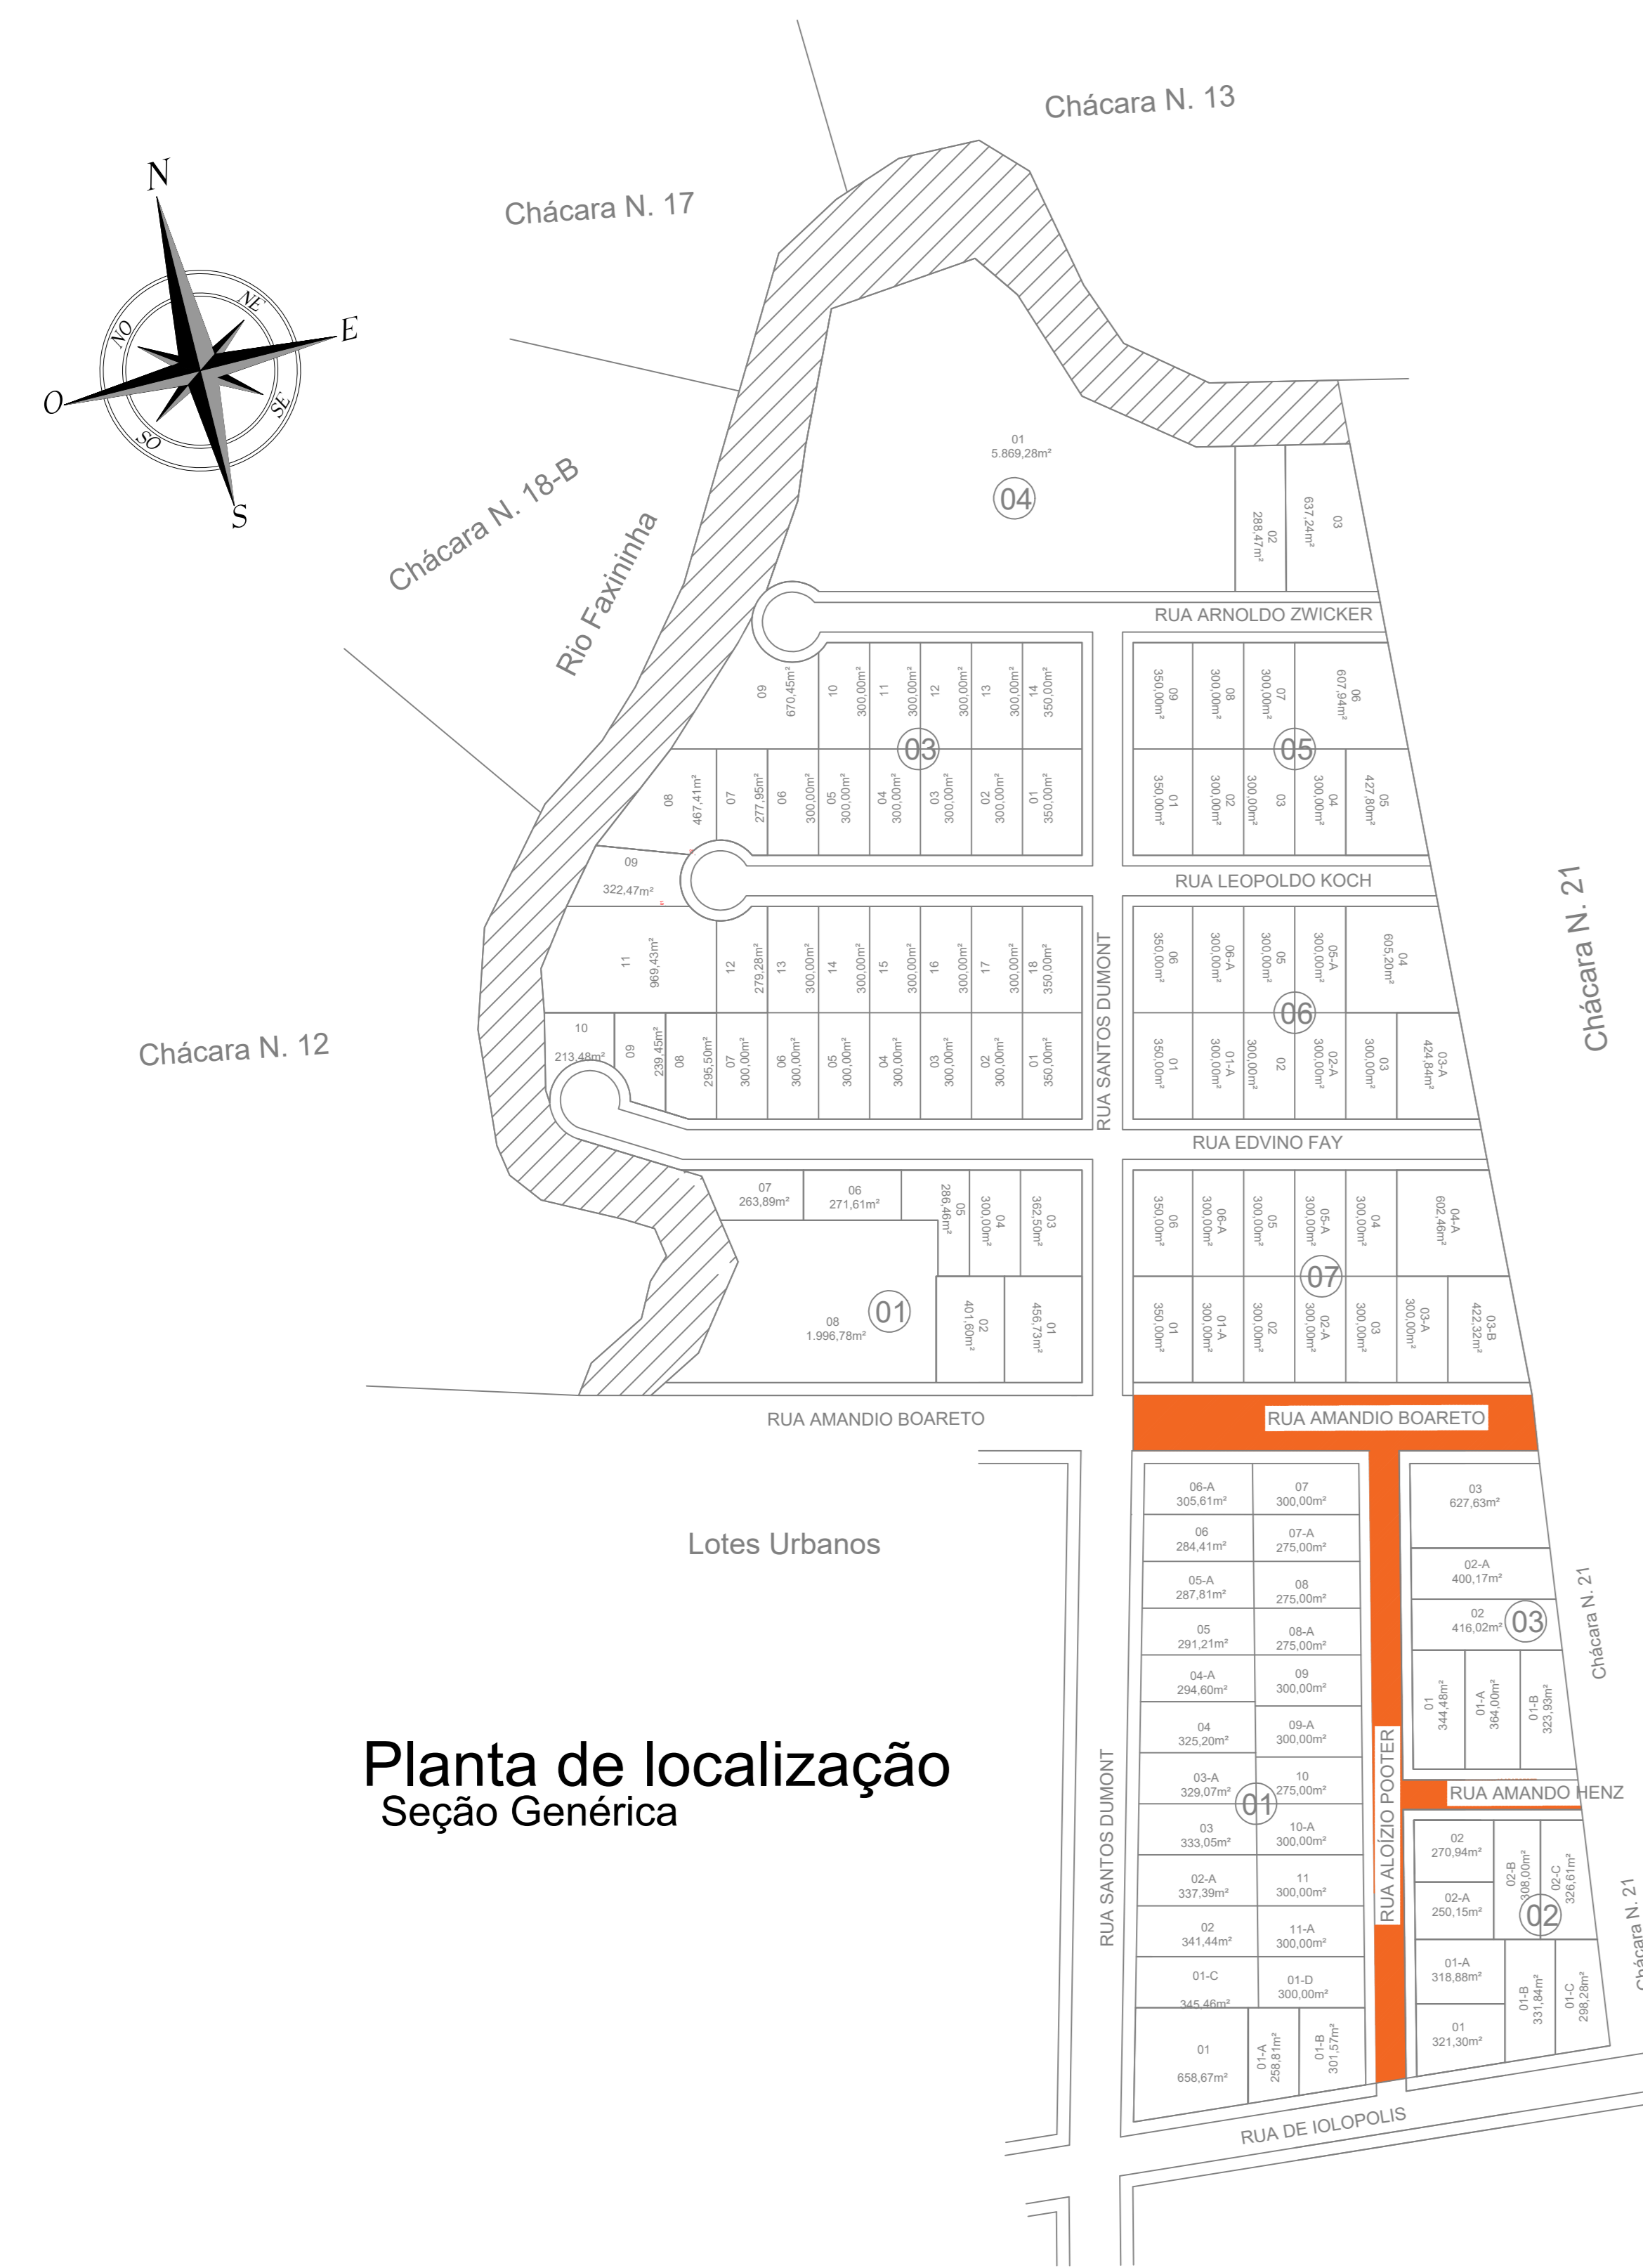 Chácara N. 13
N
Chácara N. 17
NE
NO
E
O
SE
SO
S
01
5.869,28m²
04
02
288,47m²
03
637,24m²
Chácara N. 18-B
Rio Faxininha
RUA ARNOLDO ZWICKER
09
670,45m²
10
300,00m²
11
300,00m²
12
300,00m²
13
300,00m²
14
350,00m²
03
08
467,41m²
07
277,95m²
06
300,00m²
05
300,00m²
04
300,00m²
03
300,00m²
02
300,00m²
01
350,00m²
09
350,00m²
08
300,00m²
07
300,00m²
06
607,94m²
05
01
350,00m²
02
300,00m²
03
300,00m²
04
300,00m²
05
427,80m²
09
322,47m²
RUA LEOPOLDO KOCH
Chácara N. 21
11
969,43m²
12
279,28m²
13
300,00m²
14
300,00m²
15
300,00m²
16
300,00m²
17
300,00m²
18
350,00m²
RUA SANTOS DUMONT
06
350,00m²
06-A
300,00m²
05
300,00m²
05-A
300,00m²
04
605,20m²
06
Chácara N. 12
10
213,48m²
09
239,45m²
08
295,50m²
07
300,00m²
06
300,00m²
05
300,00m²
04
300,00m²
03
300,00m²
02
300,00m²
01
350,00m²
01
350,00m²
01-A
300,00m²
02
300,00m²
02-A
300,00m²
03
300,00m²
03-A
424,84m²
RUA EDVINO FAY
07
263,89m²
06
271,61m²
05
286,46m²
04
300,00m²
03
362,50m²
08
1.996,78m²
01
02
401,60m²
01
456,73m²
06
350,00m²
06-A
300,00m²
05
300,00m²
05-A
300,00m²
04
300,00m²
04-A
602,46m²
07
01
350,00m²
01-A
300,00m²
02
300,00m²
02-A
300,00m²
03
300,00m²
03-A
300,00m²
03-B
422,32m²
RUA AMANDIO BOARETO
RUA AMANDIO BOARETO
Lotes Urbanos
06-A
305,61m²
07
300,00m²
06
284,41m²
07-A
275,00m²
05-A
287,81m²
08
275,00m²
05
291,21m²
08-A
275,00m²
04-A
294,60m²
09
300,00m²
04
325,20m²
09-A
300,00m²
03-A
329,07m²
10
275,00m²
01
03
333,05m²
10-A
300,00m²
02-A
337,39m²
11
300,00m²
02
341,44m²
11-A
300,00m²
01-C
345,46m²
01-D
300,00m²
01
658,67m²
01-A
258,81m²
01-B
301,57m²
03
627,63m²
02-A
400,17m²
02
416,02m²
03
01
344,48m²
01-A
364,00m²
01-B
323,93m²
Chácara N. 21
Planta de localização
Seção Genérica
RUA SANTOS DUMONT
RUA ALOÍZIO POOTER
RUA AMANDO HENZ
02
270,94m²
02-A
250,15m²
02-B
308,00m²
02-C
326,61m²
02
01-A
318,88m²
01
321,30m²
01-B
331,84m²
01-C
298,28m²
Chácara N. 21
RUA DE IOLOPOLIS